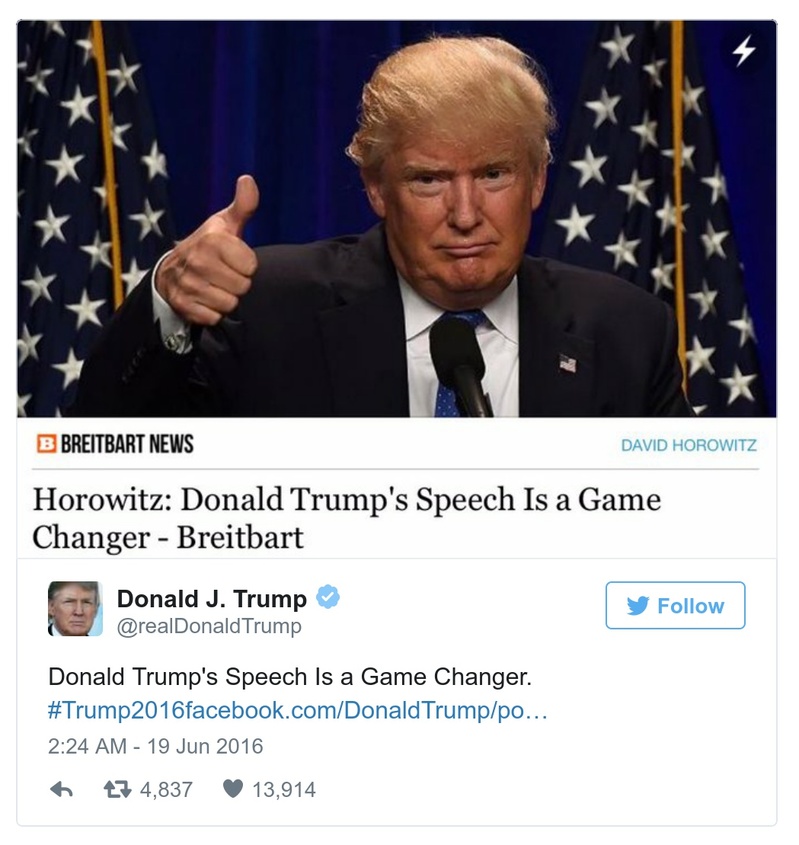 B BREITBART NEWS
DAVID HOROWITZ
Horowitz: Donald Trump's Speech Is a Game
Changer - Breitbart
Donald J. Trump
@realDonaldTrump
Follow
Donald Trump's Speech Is a Game Changer.
#Trump2016facebook.com/DonaldTrump/po…
2:24 AM - 19 Jun 2016
4,837
13,914